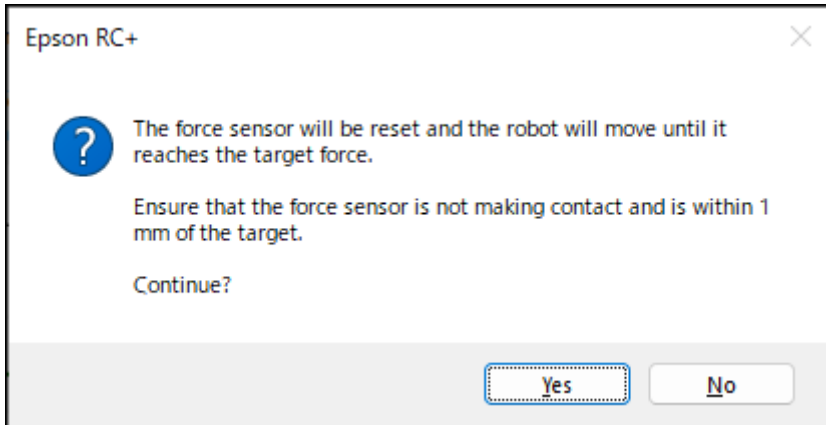 Epson RC+
The force sensor will be reset and the robot will move until it
reaches the target force.
Ensure that the force sensor is not making contact and is within 1
mm of the target.
Continue?
Yes
No